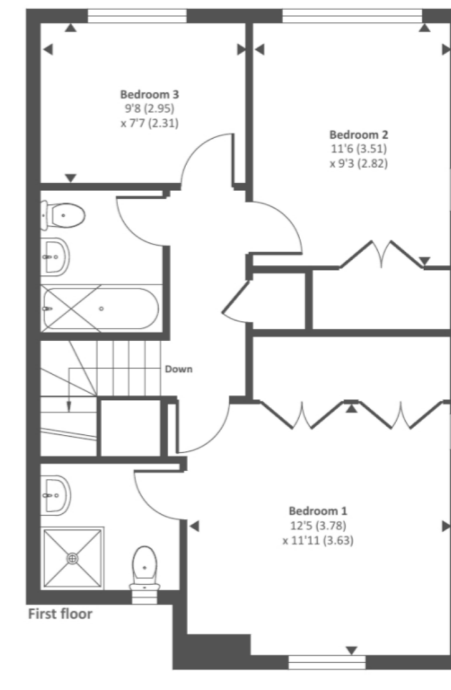 Bedroom 3
9'8 (2.95)
x 7'7 (2.31)
Bedroom 2
11'6 (3.51)
x 9'3 (2.82)
Down
Bedroom 1
12'5 (3.78)
x 11'11 (3.63)
First floor